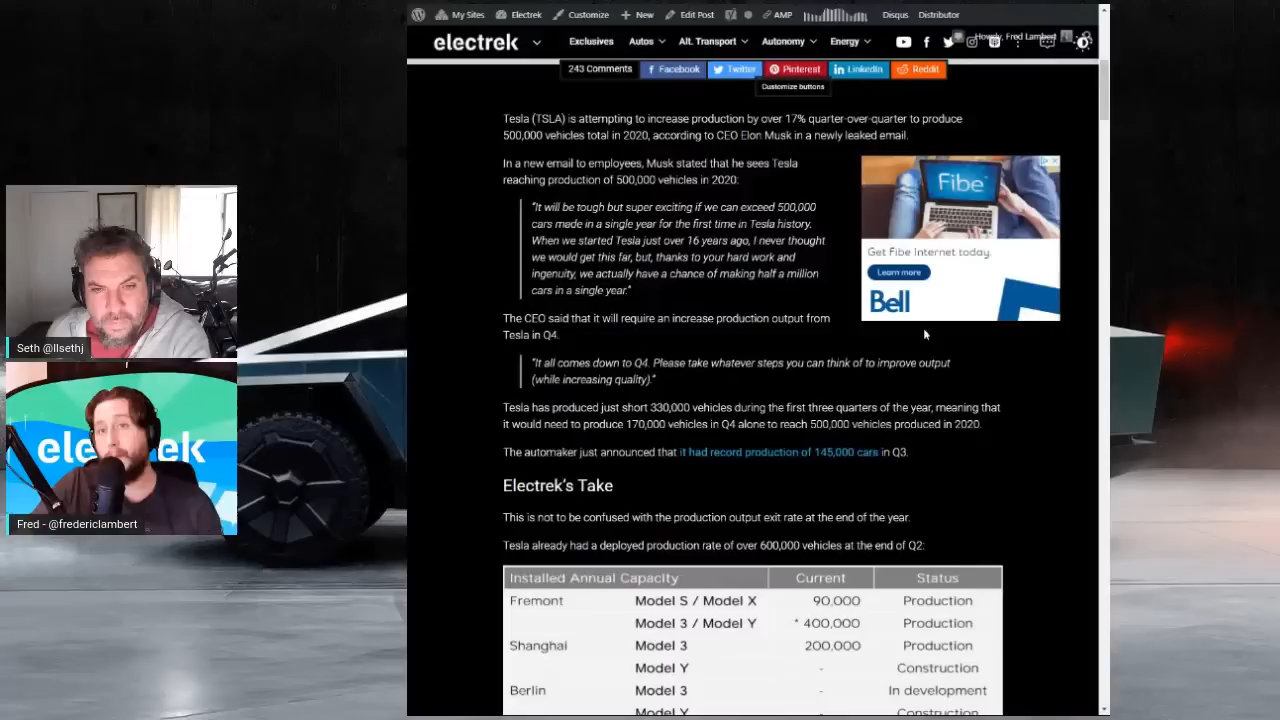 My Sites
Electrek
Customize
New
Edit Post
AMP
Disqus
Distributor
electrek
Exclusives
Autos
Alt. Transport
Autonomy
Energy
Howdy, Fred Lambert
243 Comments
Facebook
Twitter
Pinterest
LinkedIn
Reddit
Customize buttons
Tesla (TSLA) is attempting to increase production by over 17% quarter-over-quarter to produce
500,000 vehicles total in 2020, according to CEO Elon Musk in a newly leaked email.
In a new email to employees, Musk stated that he sees Tesla
reaching production of 500,000 vehicles in 2020:
"It will be tough but super exciting if we can exceed 500,000
cars made in a single year for the first time in Tesla history.
When we started Tesla just over 16 years ago, I never thought
we would get this far, but, thanks to your hard work and
ingenuity, we actually have a chance of making half a million
cars in a single year."
Fibe
Get Fibe Internet today.
Learn more
Bell
The CEO said that it will require an increase production output from
Tesla in Q4.
"It all comes down to Q4. Please take whatever steps you can think of to improve output
(while increasing quality)."
Tesla has produced just short 330,000 vehicles during the first three quarters of the year, meaning that
it would need to produce 170,000 vehicles in Q4 alone to reach 500,000 vehicles produced in 2020.
The automaker just announced that it had record production of 145,000 cars in Q3.
Electrek's Take
This is not to be confused with the production output exit rate at the end of the year.
Tesla already had a deployed production rate of over 600,000 vehicles at the end of Q2:
Installed Annual Capacity Current Status
Fremont Model S / Model X 90,000 Production
Model 3 / Model Y * 400,000 Production
Shanghai Model 3 200,000 Production
Model Y - Construction
Berlin Model 3 - In development
Model Y - Construction
Seth @llsethj
ele ek
Fred - @fredericlambert